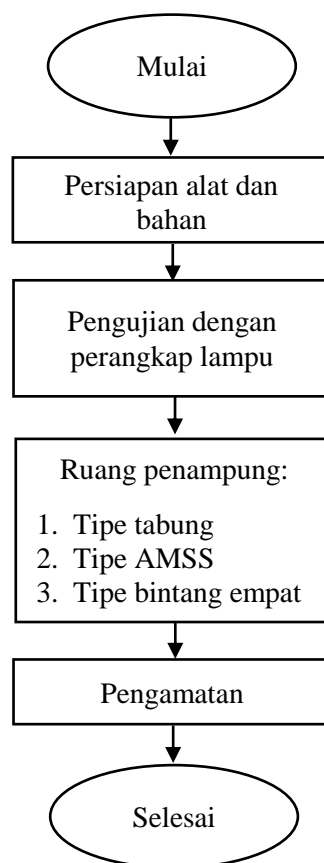 Mulai
Persiapan alat dan
bahan
Pengujian dengan
perangkap lampu
Ruang penampung:
1. Tipe tabung
2. Tipe AMSS
3. Tipe bintang empat
Pengamatan
Selesai